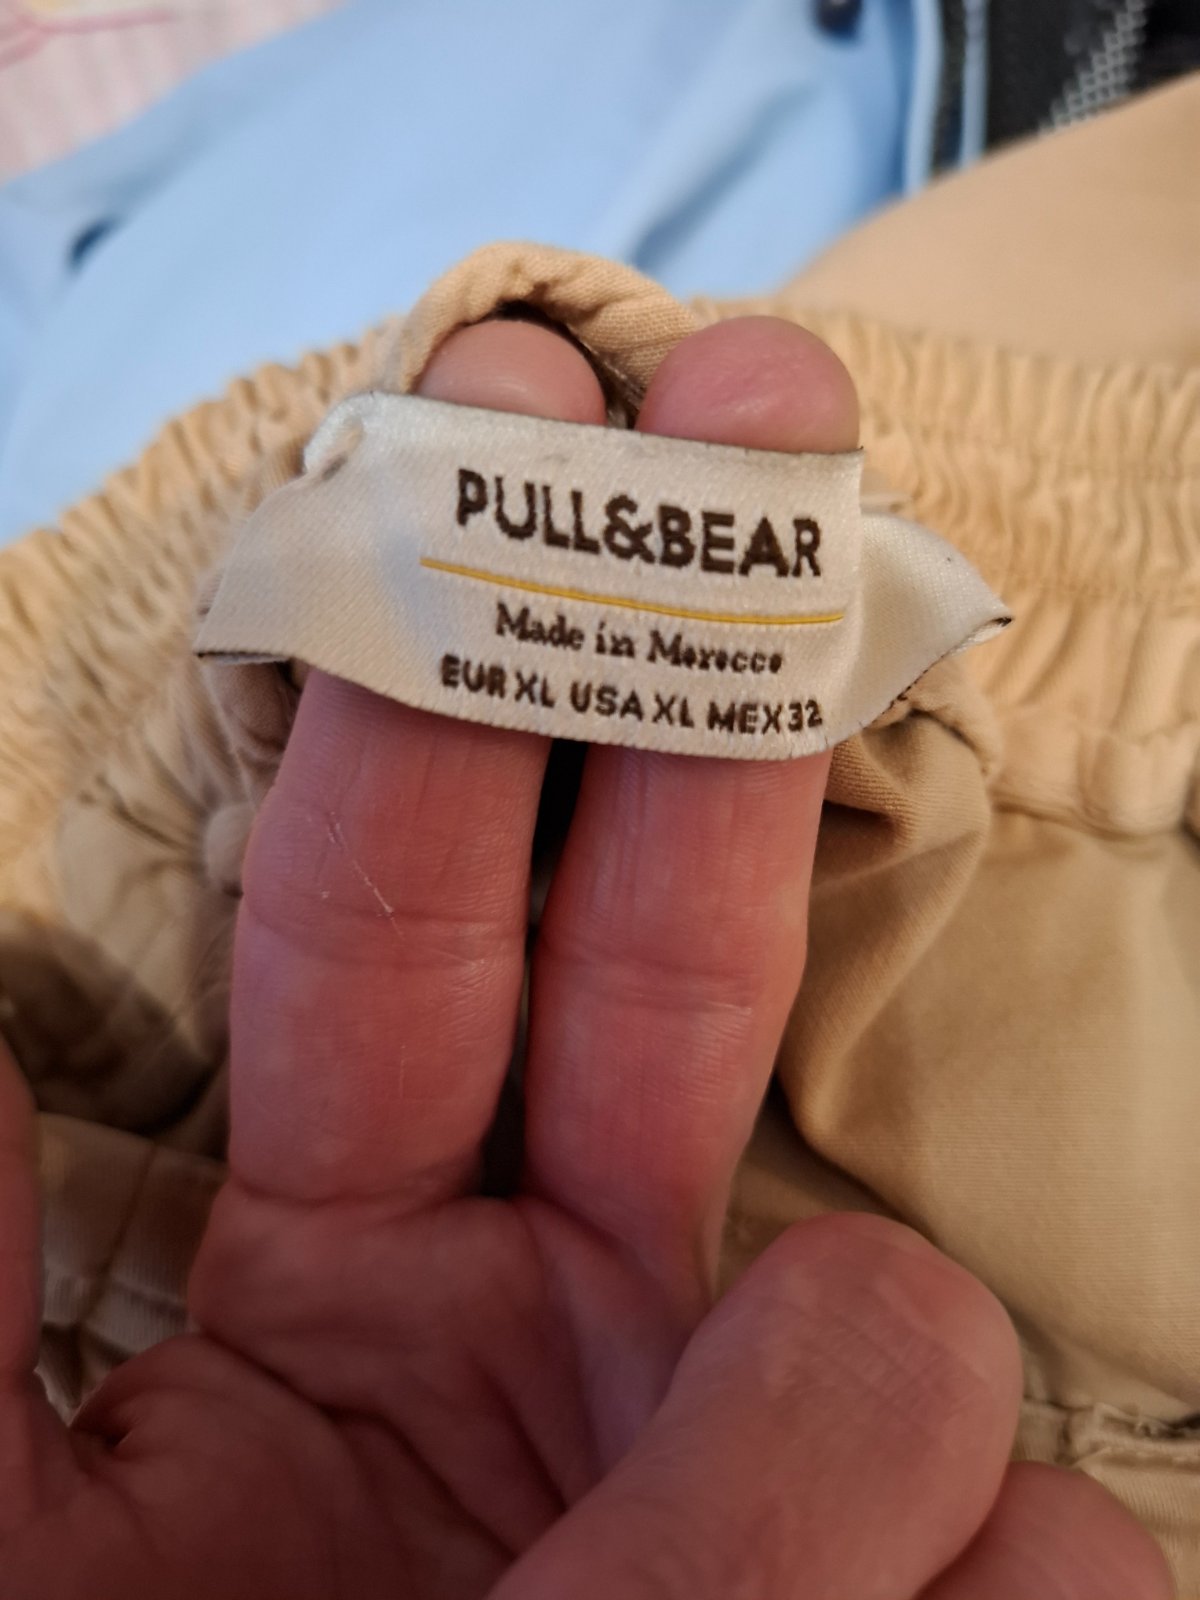 PULL&BEAR
Made in Morocco
EUR XL USA XL MEX 32